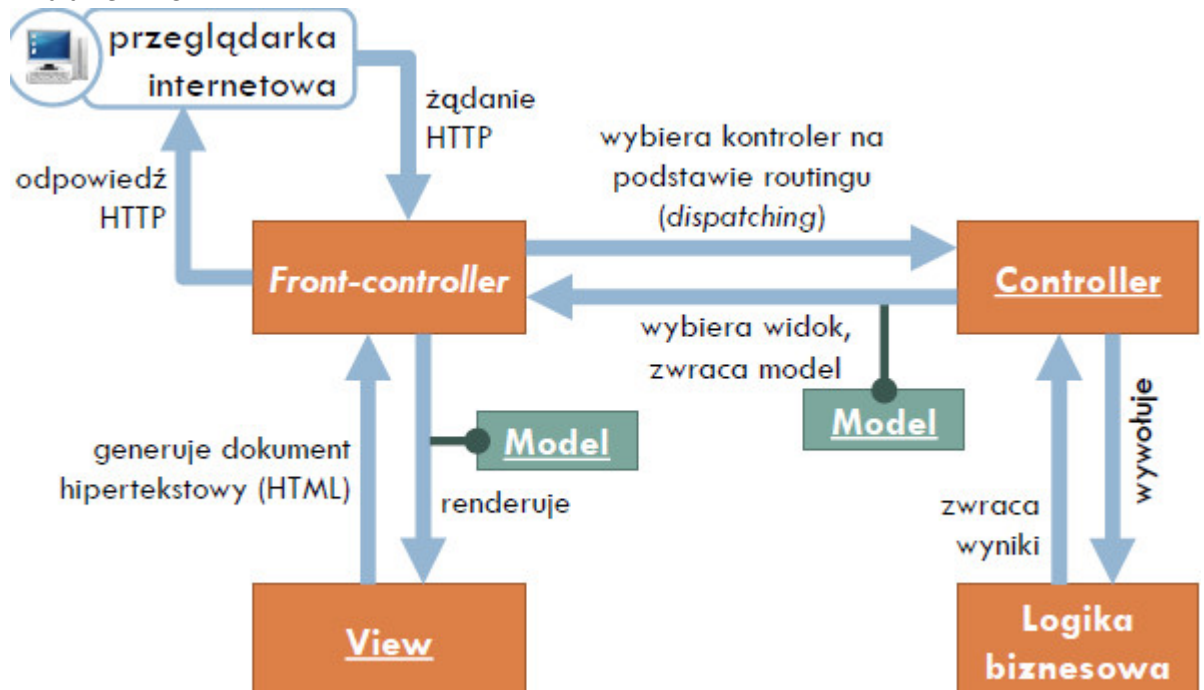 przeglądarka
internetowa
żądanie
HTTP
odpowiedź
HTTP
wybiera kontroler na
podstawie routingu
(dispatching)
Front-controller
Controller
wybiera widok,
zwraca model
Model
Model
generuje dokument
hipertekstowy (HTML)
renderuje
wywołuje
zwraca
wyniki
View
Logika
biznesowa